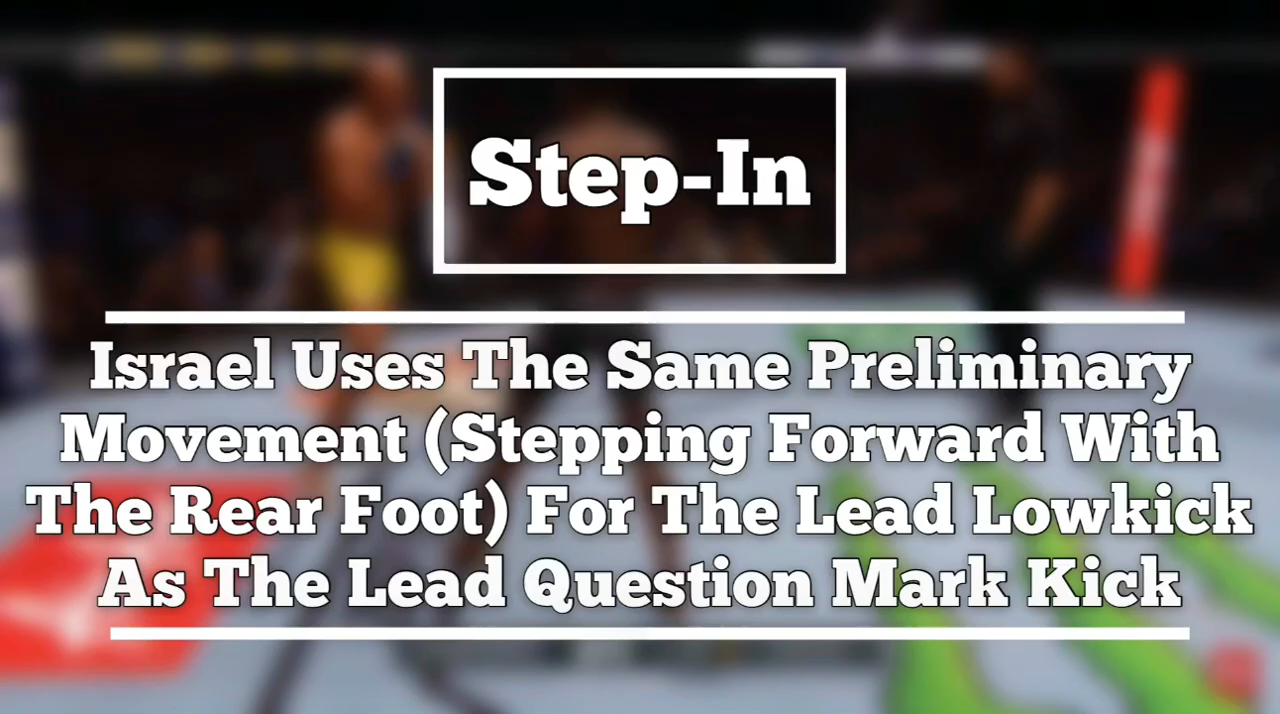 Step-In
Israel Uses The Same Preliminary
Movement (Stepping Forward With
The Rear Foot) For The Lead Lowkick
As The Lead Question Mark Kick